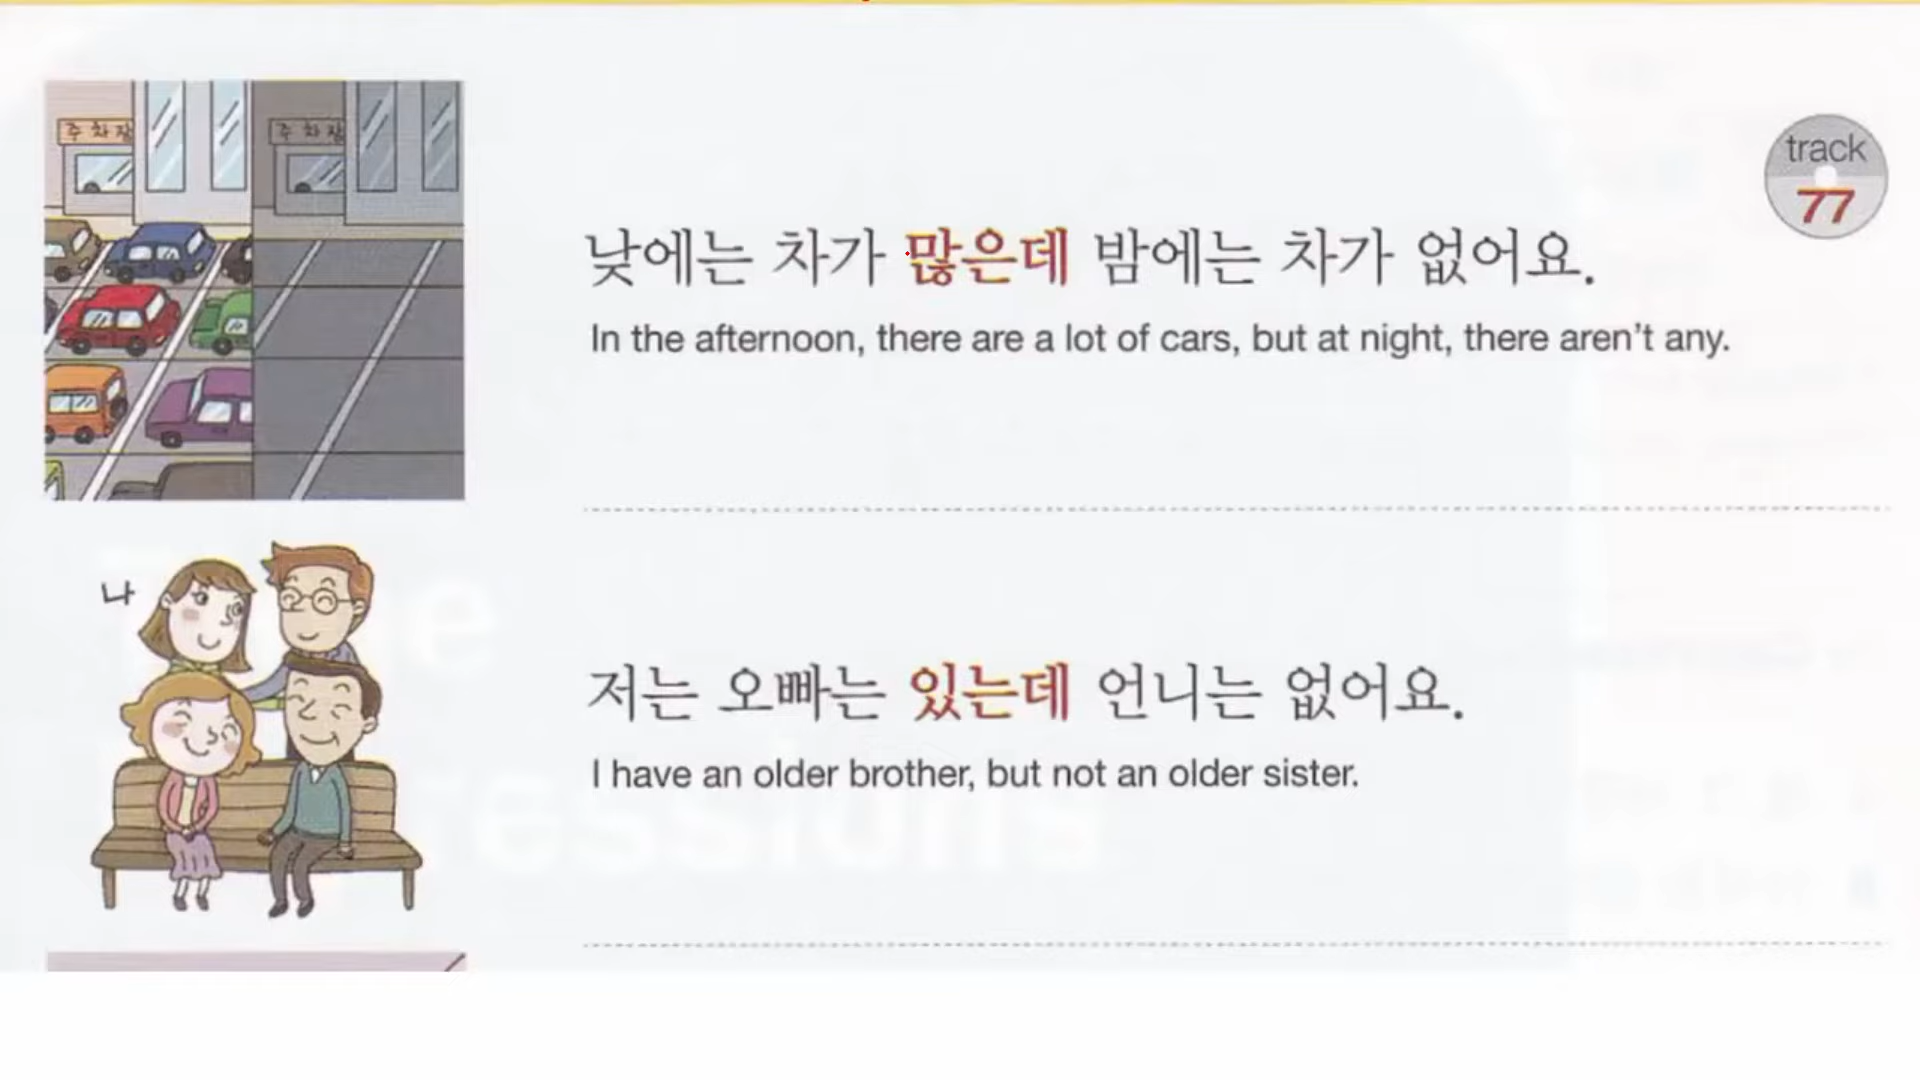 주차장
주차장
track
77
낮에는 차가 많은데 밤에는 차가 없어요.
In the afternoon, there are a lot of cars, but at night, there aren't any.
나
저는 오빠는 있는데 언니는 없어요.
I have an older brother, but not an older sister.